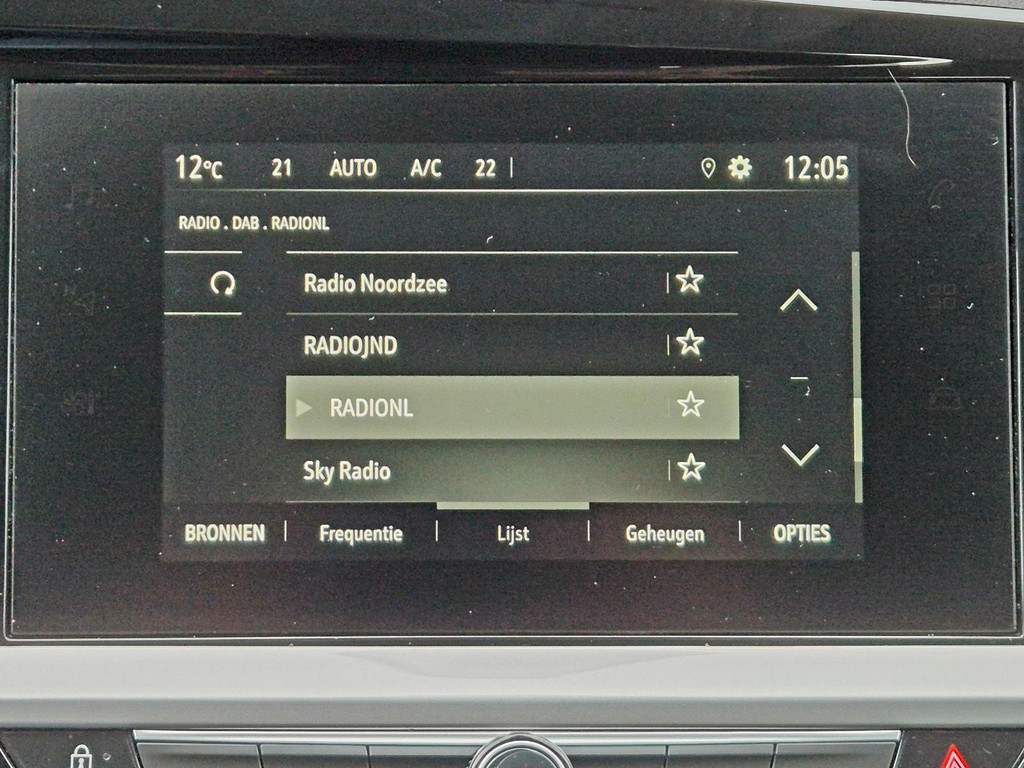 12°C 21 AUTO A/C 22 12:05
RADIO . DAB . RADIONL
Radio Noordzee
RADIOJND
RADIONL
Sky Radio
BRONNEN Frequentie Lijst Geheugen OPTIES